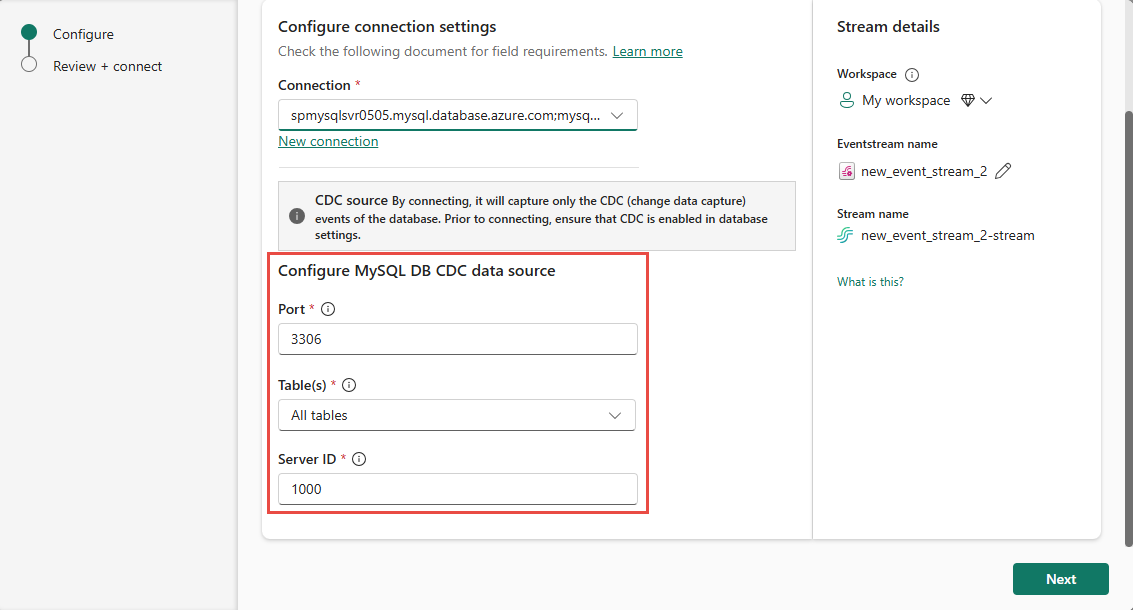 Configure
Review + connect
Configure connection settings
Check the following document for field requirements. Learn more
Connection *
spmysqlsvr0505.mysql.database.azure.com;mysq...
New connection
CDC source By connecting, it will capture only the CDC (change data capture)
events of the database. Prior to connecting, ensure that CDC is enabled in database
settings.
Configure MySQL DB CDC data source
Port *
3306
Table(s) *
All tables
Server ID *
1000
Stream details
Workspace
My workspace
Eventstream name
new_event_stream_2
Stream name
new_event_stream_2-stream
What is this?
Next